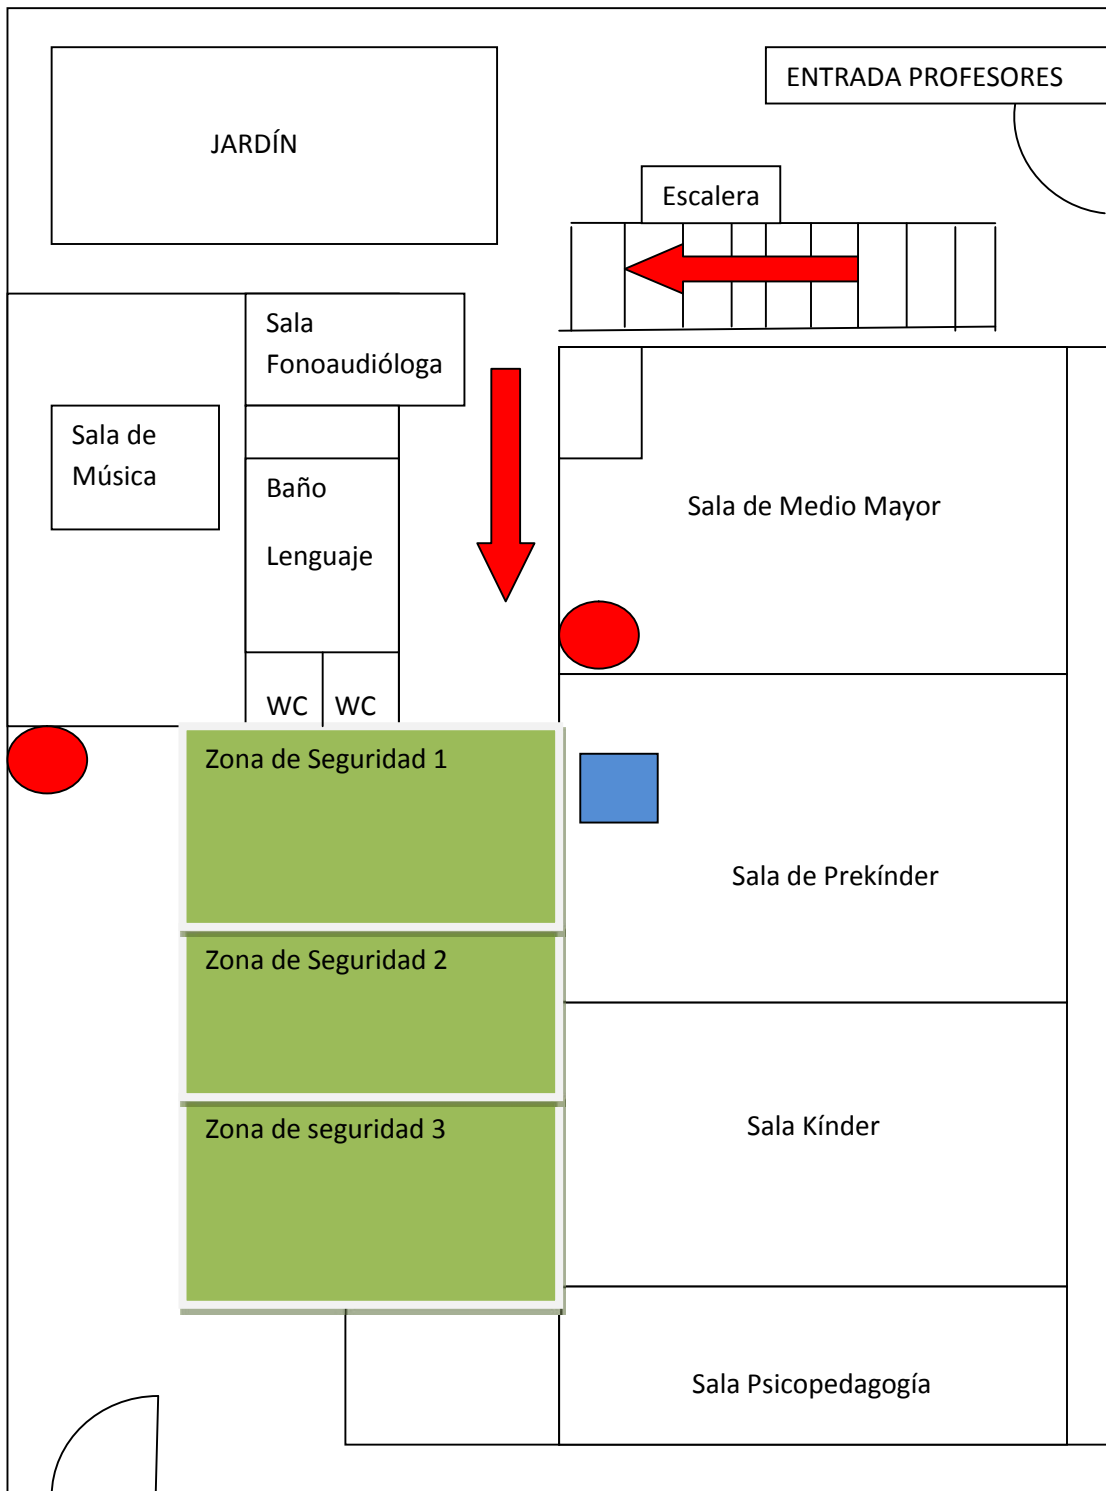 JARDÍN
ENTRADA PROFESORES
Escalera
Sala
Fonoaudióloga
Sala de
Música
Baño
Lenguaje
Sala de Medio Mayor
WC
WC
Zona de Seguridad 1
Sala de Prekínder
Zona de Seguridad 2
Zona de seguridad 3
Sala Kínder
Sala Psicopedagogía